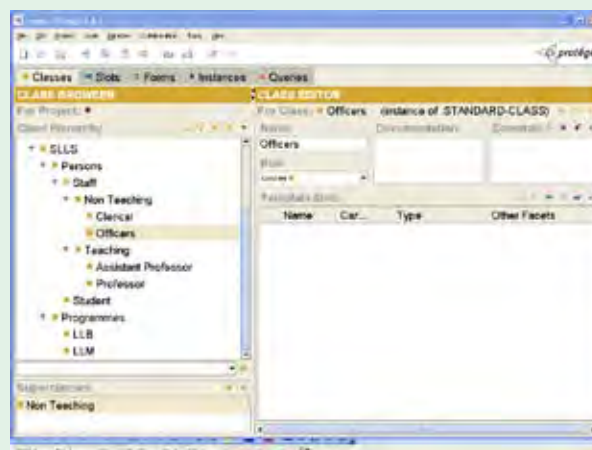 protégé
Classes Slots Forms Instances Queries
CLASS BROWSER
CLASS EDITOR
For Project:
For Class: Officers (instance of STANDARD-CLASS)
Class Hierarchy
Name
Documentation
Officers
SLLS
Persons
Staff
Non Teaching
Clerical
Officers
Teaching
Assistant Professor
Professor
Student
Programmes
LLB
LLM
Role
Template Slots
Name Car... Type Other Facets
Superclasses
Non Teaching